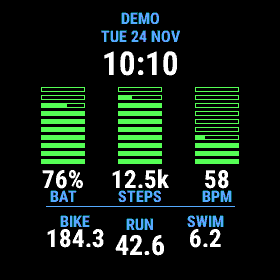 DEMO
TUE 24 NOV
10:10
76% 12.5k 58
BAT STEPS BPM
BIKE RUN SWIM
184.3 42.6 6.2